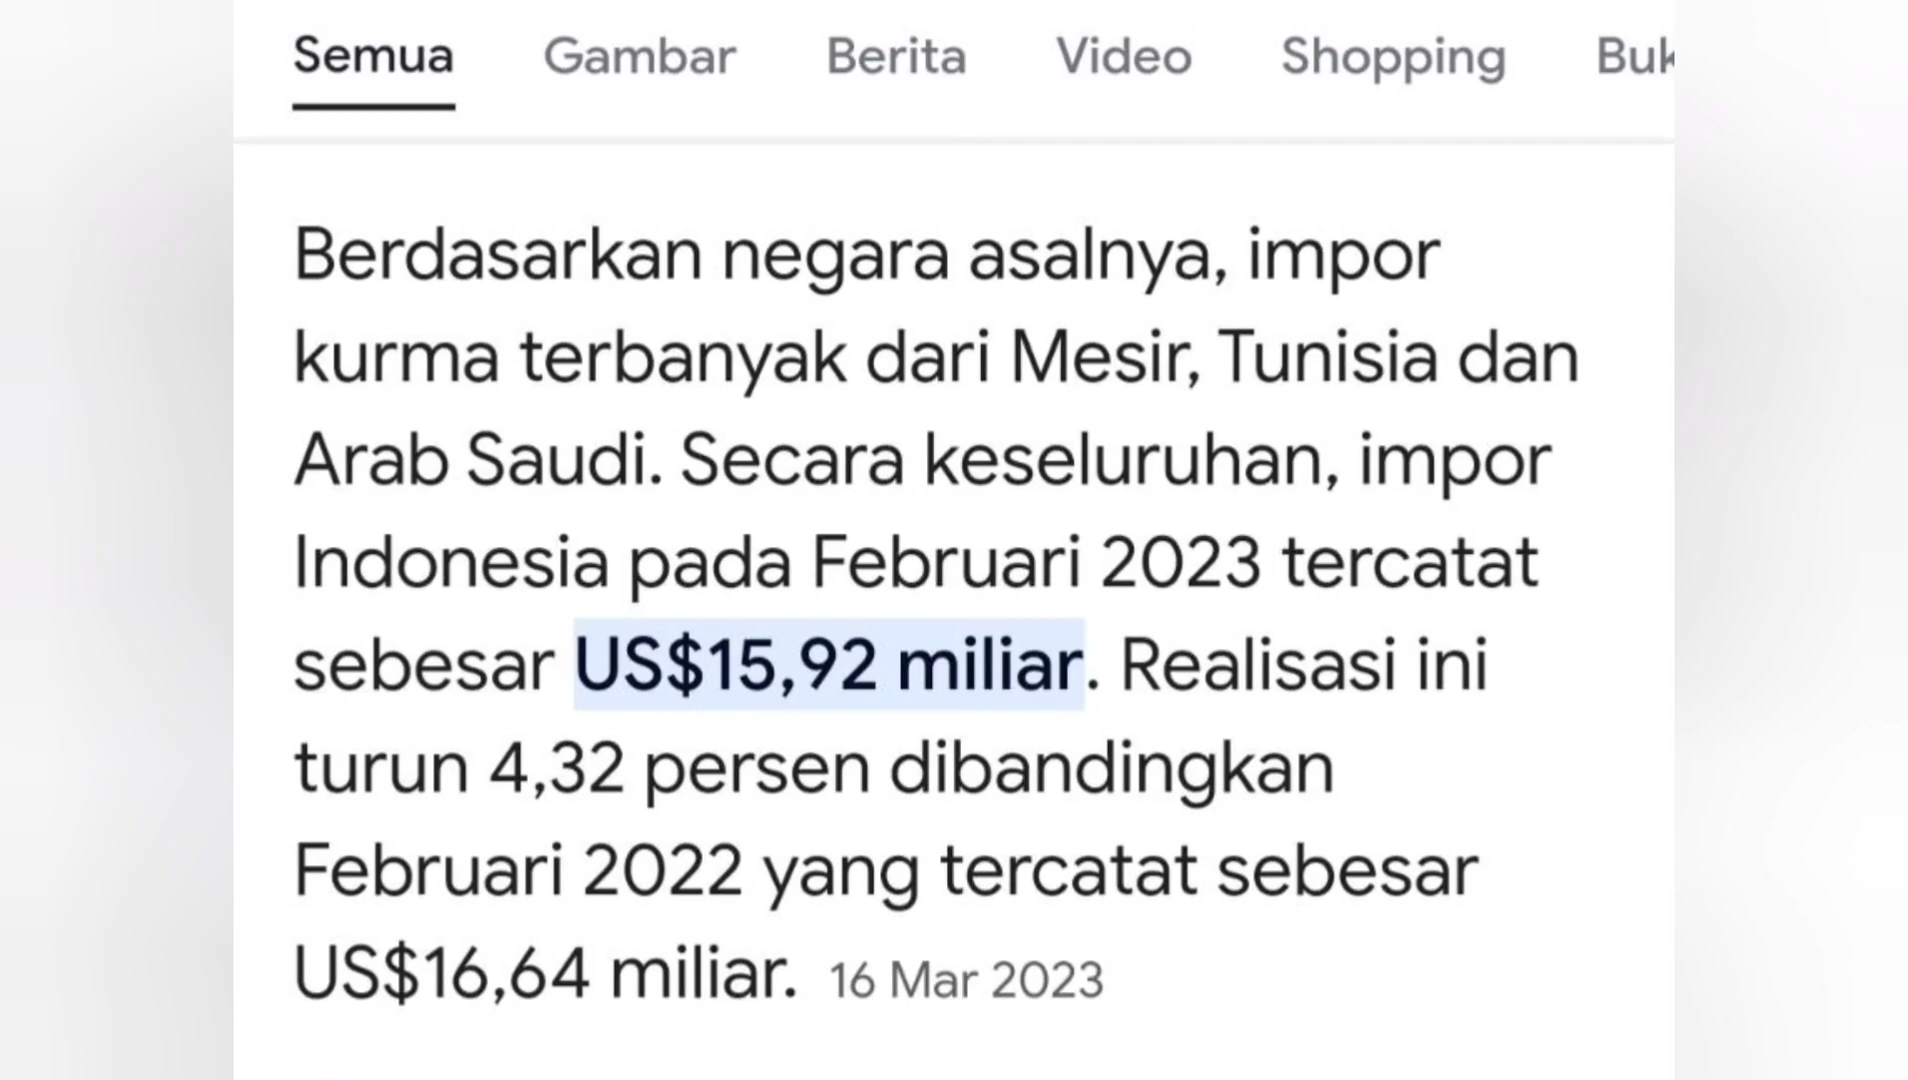 Semua Gambar Berita Video Shopping Buk
Berdasarkan negara asalnya, impor
kurma terbanyak dari Mesir, Tunisia dan
Arab Saudi. Secara keseluruhan, impor
Indonesia pada Februari 2023 tercatat
sebesar US$15,92 miliar. Realisasi ini
turun 4,32 persen dibandingkan
Februari 2022 yang tercatat sebesar
US$16,64 miliar. 16 Mar 2023